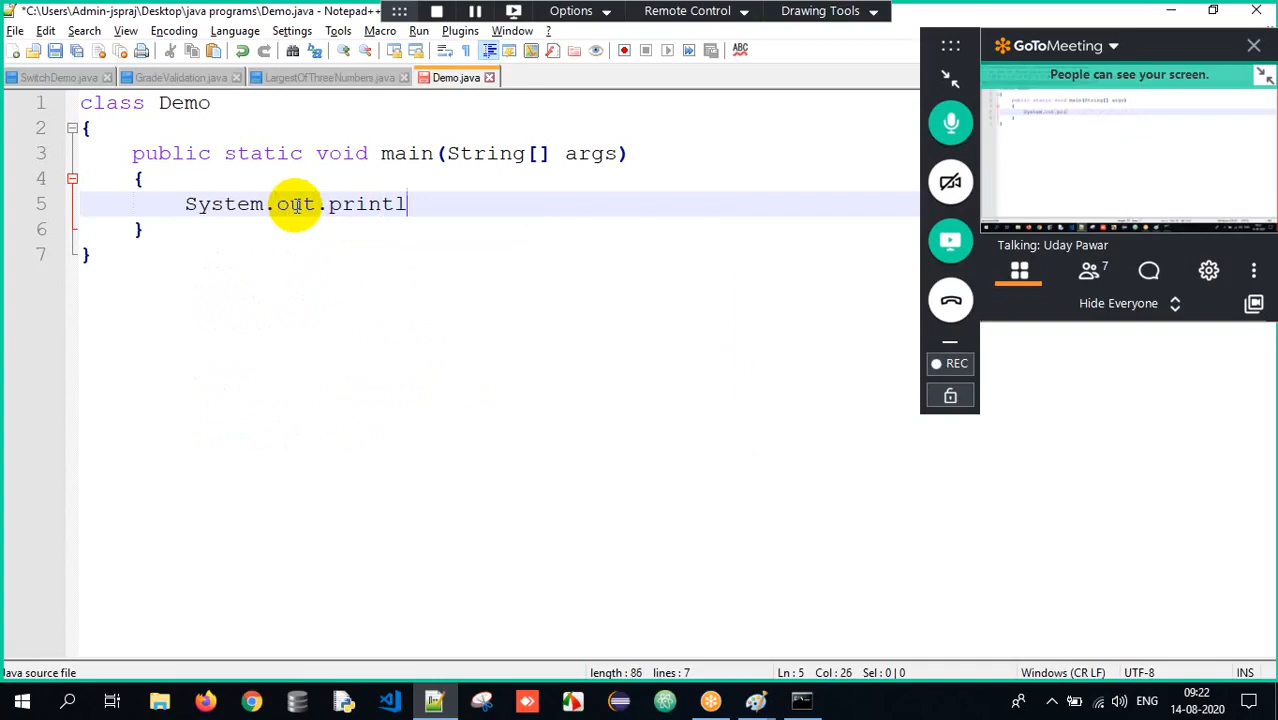 *C:\Users\Admin-jspraj\Desktop\java programs\Demo.java - Notepad++
Options
Remote Control
Drawing Tools
File Edit Search View Encoding Language Settings Tools Macro Run Plugins Window ?
SwitchDemo.java GradeValidation.java LargestOfThreeNumbers.java Demo.java
1 class Demo
2 {
3 public static void main(String[] args)
4 {
5 System.out.printl
6 }
7 }
GoToMeeting
People can see your screen.
Talking: Uday Pawar
7
Hide Everyone
REC
Java source file length : 86 lines : 7 Ln : 5 Col : 26 Sel : 0 | 0 Windows (CR LF) UTF-8 INS
ENG
09:22
14-08-2020